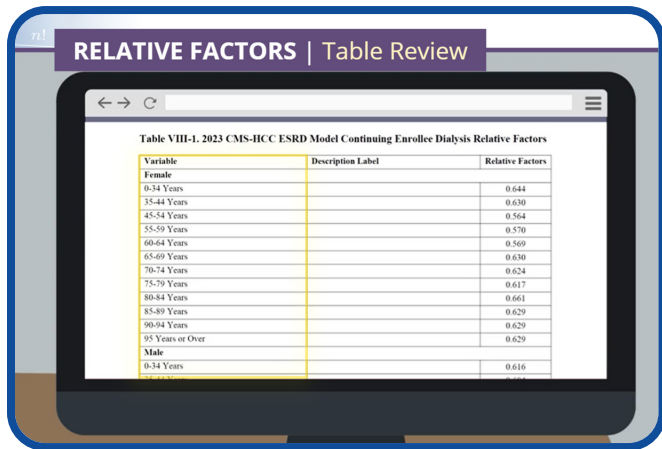 RELATIVE FACTORS | Table Review
Table VIII-1. 2023 CMS-HCC ESRD Model Continuing Enrollee Dialysis Relative Factors
Variable Description Label Relative Factors
Female
0-34 Years 0.644
35-44 Years 0.630
45-54 Years 0.564
55-59 Years 0.570
60-64 Years 0.569
65-69 Years 0.630
70-74 Years 0.624
75-79 Years 0.617
80-84 Years 0.661
85-89 Years 0.629
90-94 Years 0.629
95 Years or Over 0.629
Male
0-34 Years 0.616